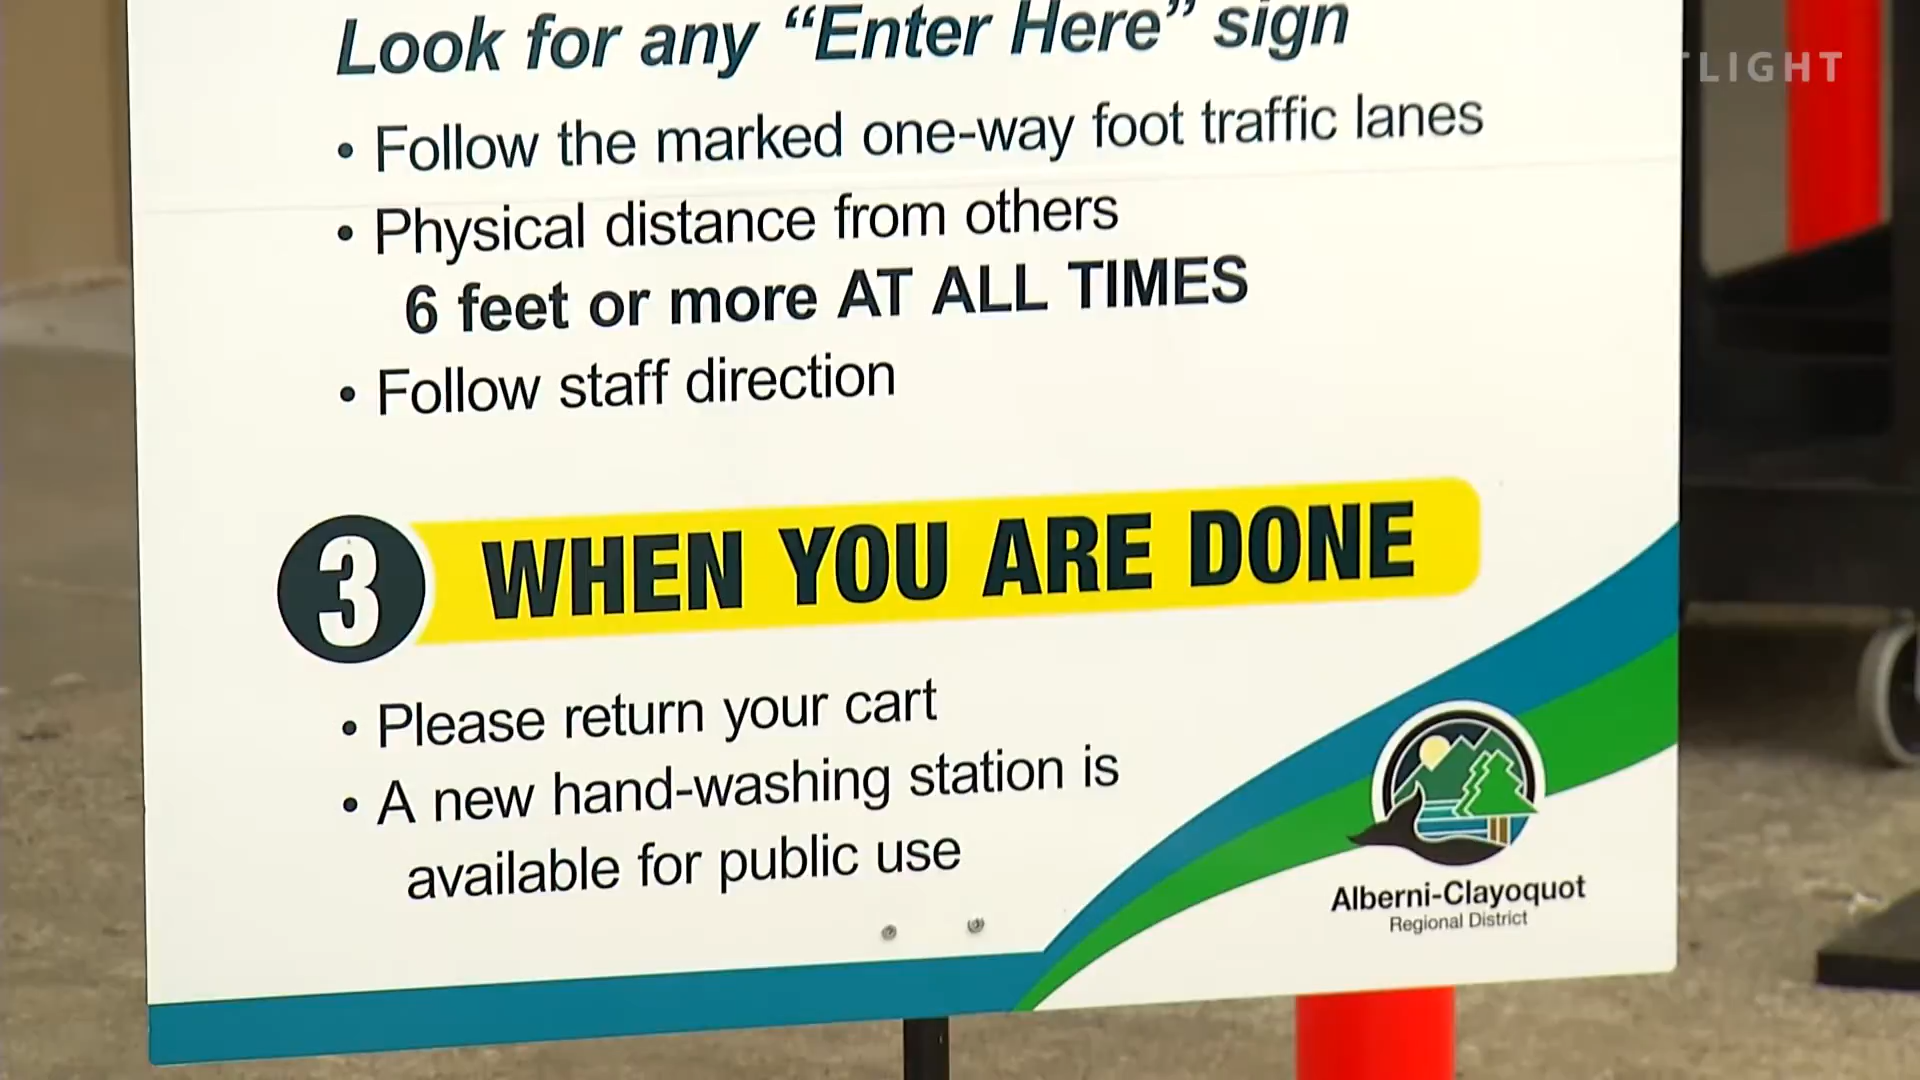 Look for any “Enter Here” sign
TLIGHT
• Follow the marked one-way foot traffic lanes
• Physical distance from others
6 feet or more AT ALL TIMES
• Follow staff direction
3 WHEN YOU ARE DONE
• Please return your cart
• A new hand-washing station is
available for public use
Alberni-Clayoquot
Regional District